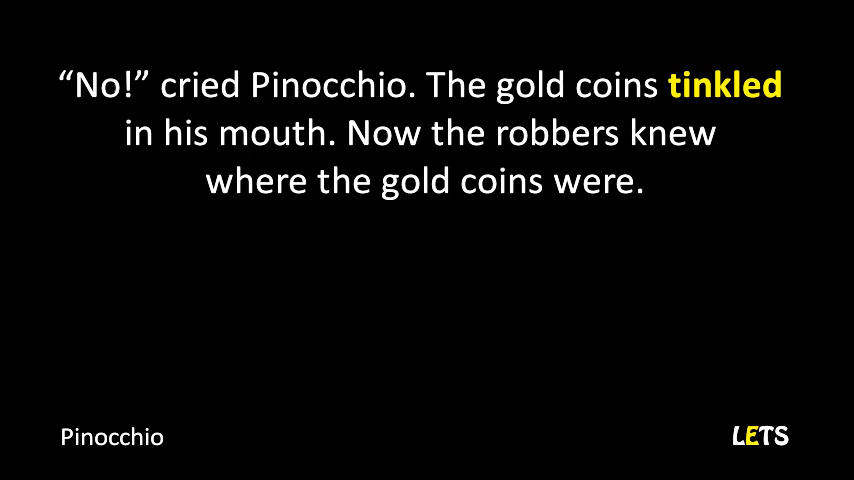 “No!” cried Pinocchio. The gold coins tinkled
in his mouth. Now the robbers knew
where the gold coins were.
Pinocchio
LETS